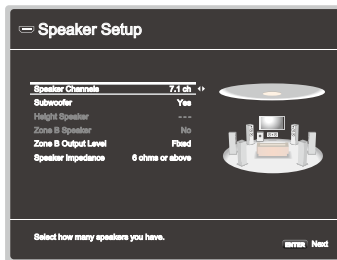 Speaker Setup
Speaker Channels 7.1 ch
Subwoofer Yes
Height Speaker ---
Zone B Speaker No
Zone B Output Level Fixed
Speaker Impedance 6 ohms or above
Select how many speakers you have.
ENTER Next